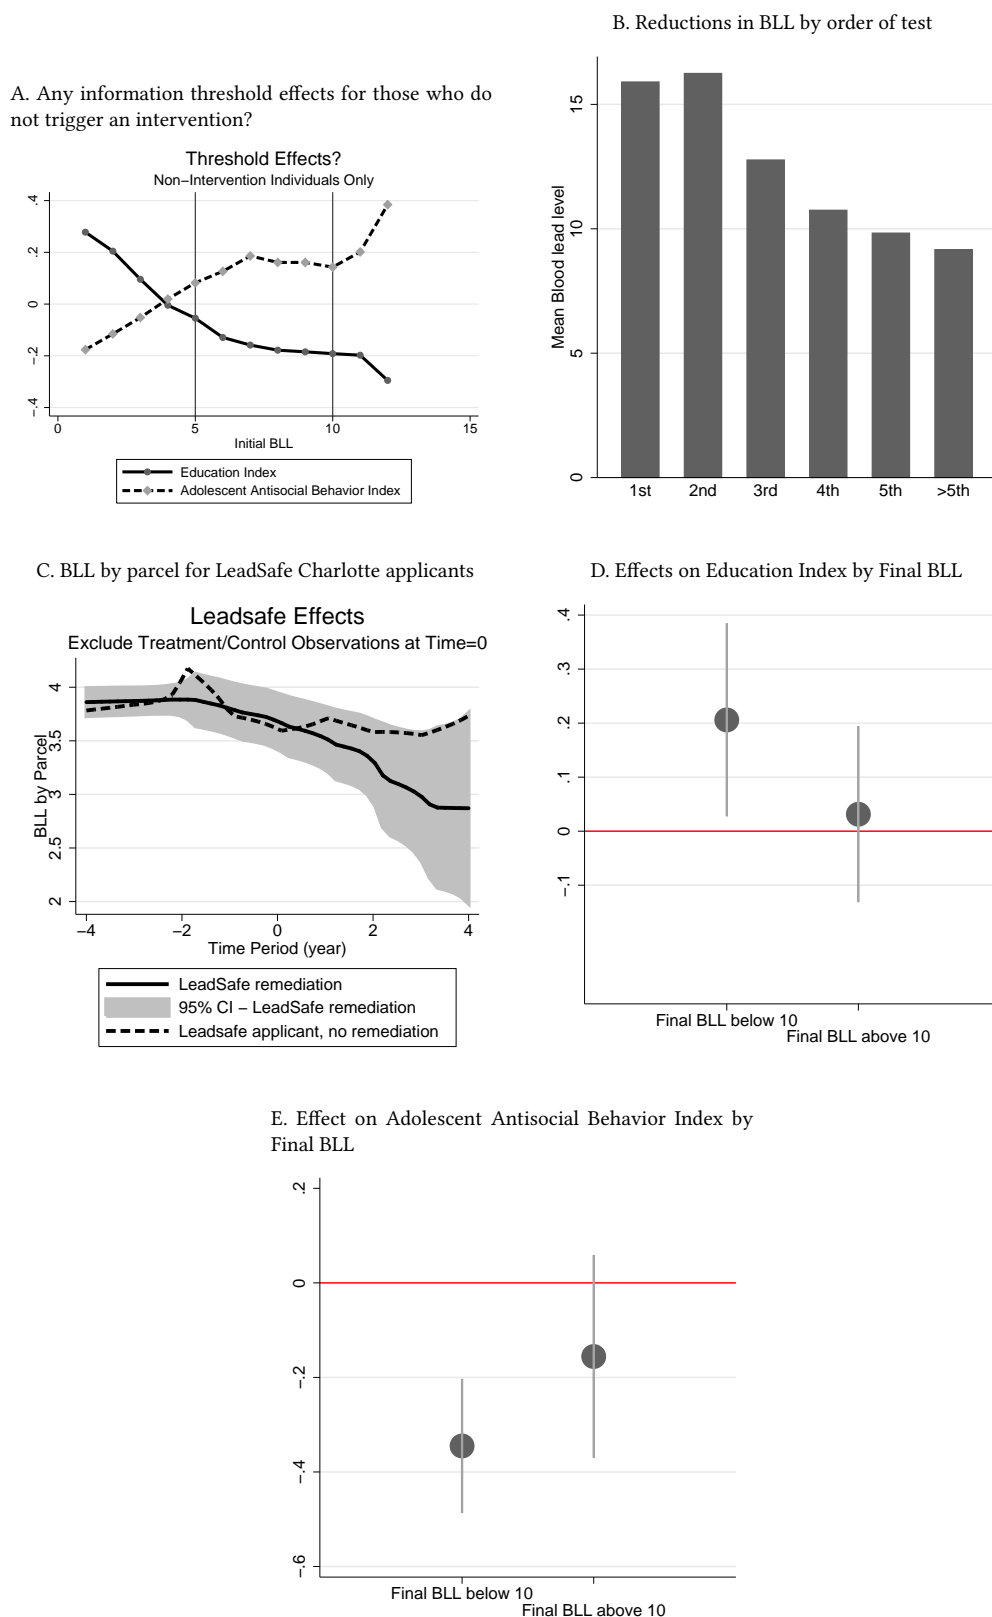 B. Reductions in BLL by order of test
A. Any information threshold effects for those who do
not trigger an intervention?
Threshold Effects?
Non−Intervention Individuals Only
.4
.2
0
−.2
−.4
0
5
10
15
Initial BLL
Education Index
Adolescent Antisocial Behavior Index
Mean Blood lead level
15
10
5
0
1st
2nd
3rd
4th
5th
>5th
C. BLL by parcel for LeadSafe Charlotte applicants
Leadsafe Effects
Exclude Treatment/Control Observations at Time=0
BLL by Parcel
4
3.5
3
2.5
2
−4
−2
0
2
4
Time Period (year)
LeadSafe remediation
95% CI − LeadSafe remediation
Leadsafe applicant, no remediation
D. Effects on Education Index by Final BLL
.4
.3
.2
.1
0
−.1
Final BLL below 10
Final BLL above 10
E. Effect on Adolescent Antisocial Behavior Index by
Final BLL
.2
0
−.2
−.4
−.6
Final BLL below 10
Final BLL above 10